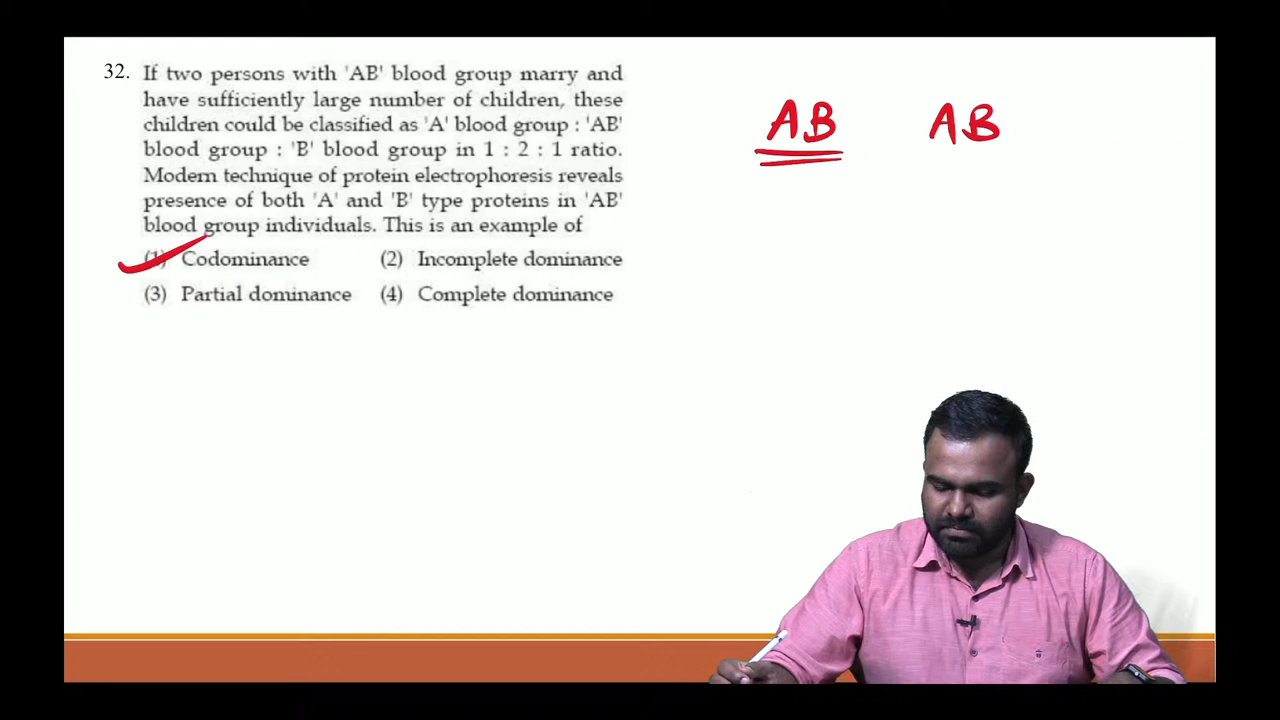 32. If two persons with 'AB' blood group marry and
have sufficiently large number of children, these
children could be classified as 'A' blood group : 'AB'
blood group : 'B' blood group in 1 : 2 : 1 ratio.
Modern technique of protein electrophoresis reveals
presence of both 'A' and 'B' type proteins in 'AB'
blood group individuals. This is an example of
(1) Codominance (2) Incomplete dominance
(3) Partial dominance (4) Complete dominance
AB AB